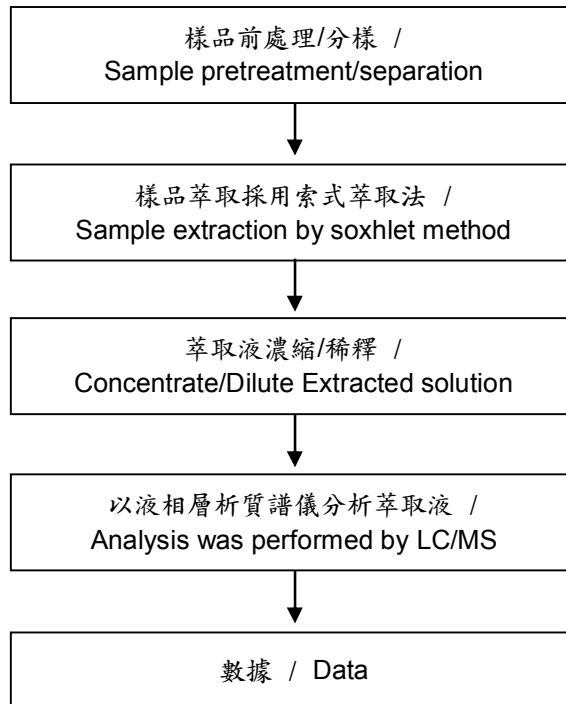 樣品前處理/分樣 /
Sample pretreatment/separation
樣品萃取採用索式萃取法 /
Sample extraction by soxhlet method
萃取液濃縮/稀釋 /
Concentrate/Dilute Extracted solution
以液相層析質譜儀分析萃取液 /
Analysis was performed by LC/MS
數據 / Data